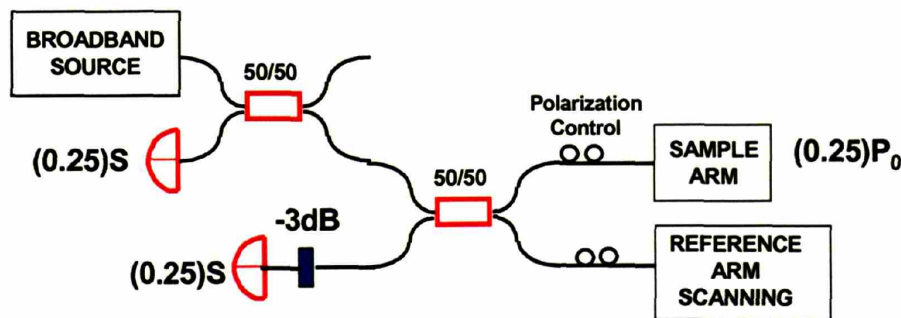 BROADBAND
SOURCE
50/50
(0.25)S
Polarization
Control
SAMPLE
ARM
(0.25)P₀
50/50
-3dB
(0.25)S
REFERENCE
ARM
SCANNING